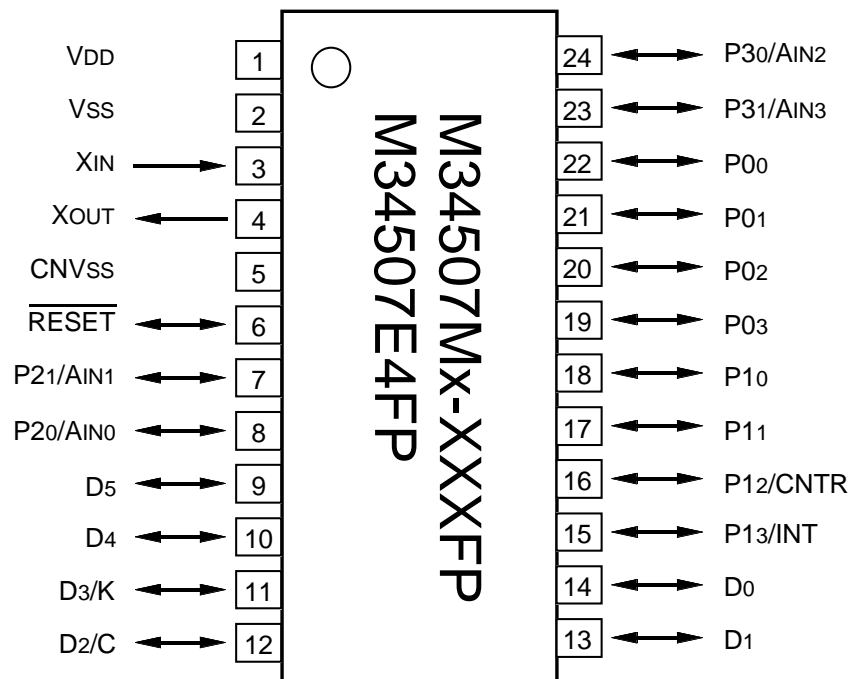 VDD 1
VSS 2
XIN 3
XOUT 4
CNVSS 5
RESET 6
P21/AIN1 7
P20/AIN0 8
D5 9
D4 10
D3/K 11
D2/C 12
M34507Mx-XXXFP
M34507E4FP
24 P30/AIN2
23 P31/AIN3
22 P00
21 P01
20 P02
19 P03
18 P10
17 P11
16 P12/CNTR
15 P13/INT
14 D0
13 D1